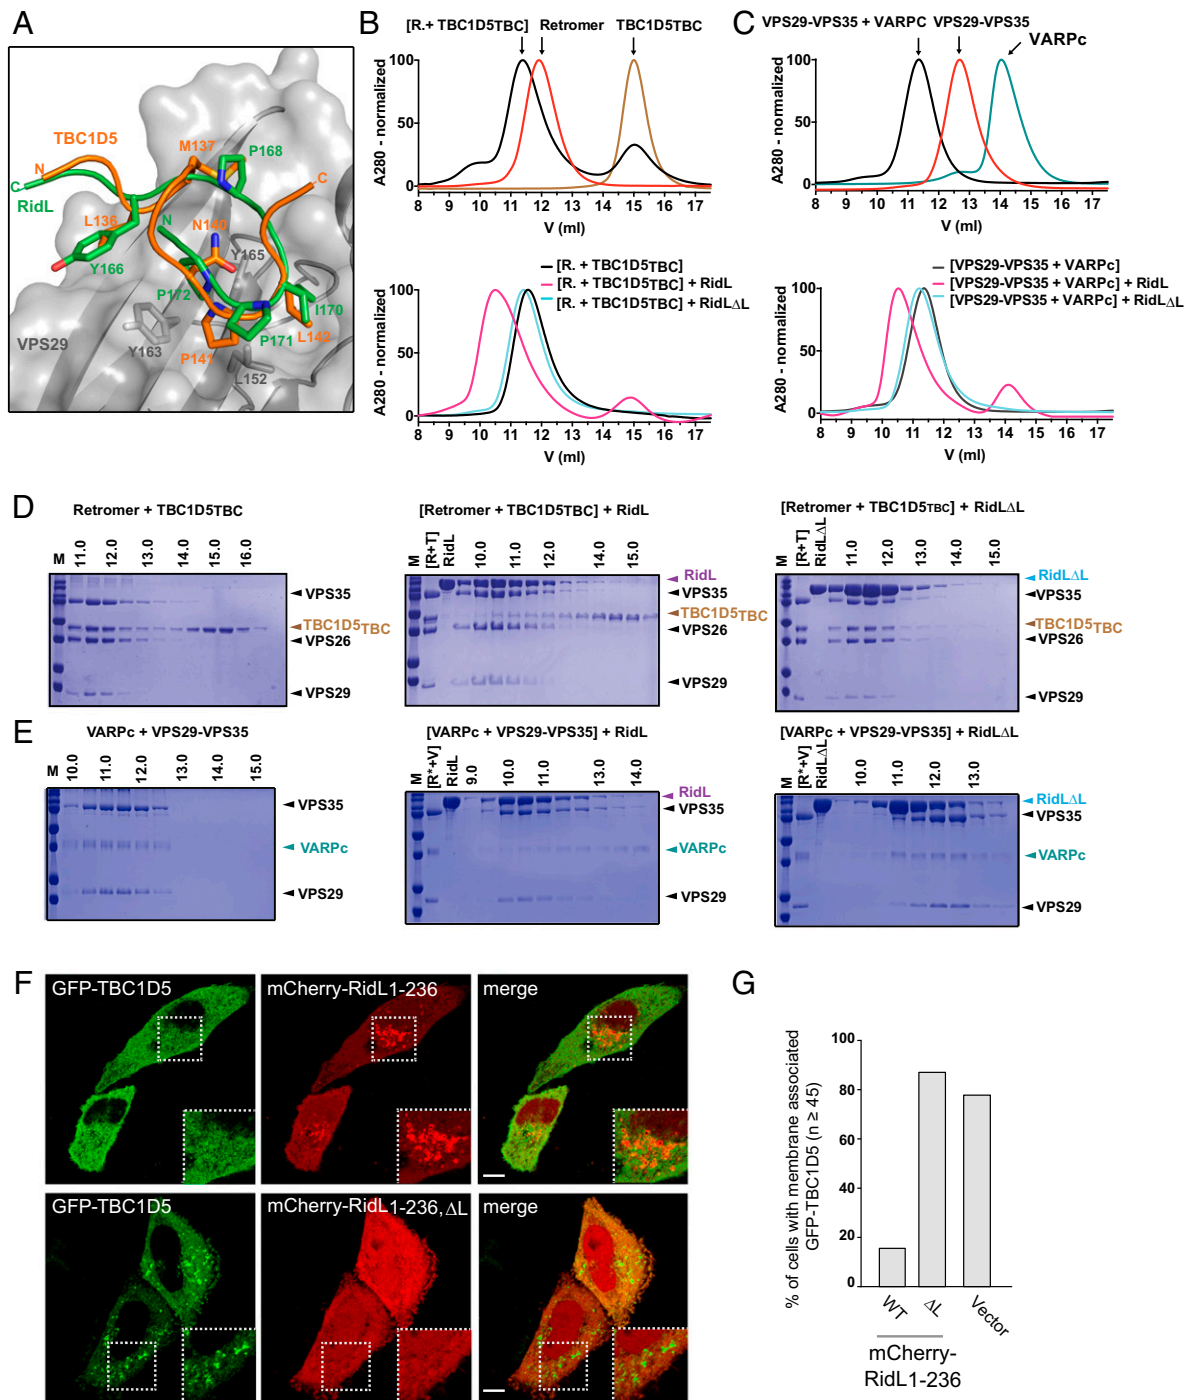 A
TBC1D5
N
C
RidL
M137
P168
C
L136
N
N140
Y165
Y166
P172
I170
VPS29
Y163
P141
P171
L142
L152
B
[R.+ TBC1D5TBC] Retromer TBC1D5TBC
A280 - normalized
100
50
0
8 9 10 11 12 13 14 15 16 17
V (ml)
[R. + TBC1D5TBC]
[R. + TBC1D5TBC] + RidL
[R. + TBC1D5TBC] + RidLΔL
A280 - normalized
100
50
0
8 9 10 11 12 13 14 15 16 17
V (ml)
C
VPS29-VPS35 + VARPC VPS29-VPS35
VARPc
A280 - normalized
100
50
0
8 9 10 11 12 13 14 15 16 17
V (ml)
[VPS29-VPS35 + VARPc]
[VPS29-VPS35 + VARPc] + RidL
[VPS29-VPS35 + VARPc] + RidLΔL
A280 - normalized
100
50
0
8 9 10 11 12 13 14 15 16 17
V (ml)
D
Retromer + TBC1D5TBC
M 11.0 12.0 13.0 14.0 15.0 16.0
VPS35
TBC1D5TBC
VPS26
VPS29
[Retromer + TBC1D5TBC] + RidL
M [R+T] RidL 10.0 11.0 12.0 14.0 15.0
RidL
VPS35
TBC1D5TBC
VPS26
VPS29
[Retromer + TBC1D5TBC] + RidLΔL
M [R+T] RidLΔL 11.0 12.0 13.0 14.0 15.0
RidLΔL
VPS35
TBC1D5TBC
VPS26
VPS29
E
VARPc + VPS29-VPS35
M 10.0 11.0 12.0 13.0 14.0 15.0
VPS35
VARPc
VPS29
[VARPc + VPS29-VPS35] + RidL
M [R*+V] RidL 9.0 10.0 11.0 13.0 14.0
RidL
VPS35
VARPc
VPS29
[VARPc + VPS29-VPS35] + RidLΔL
M [R*+V] RidLΔL 10.0 11.0 12.0 13.0
RidLΔL
VPS35
VARPc
VPS29
F
GFP-TBC1D5 mCherry-RidL1-236 merge
GFP-TBC1D5 mCherry-RidL1-236,ΔL merge
G
% of cells with membrane associated
GFP-TBC1D5 (n ≥ 45)
100
80
60
40
20
0
WT ΔL Vector
mCherry-
RidL1-236